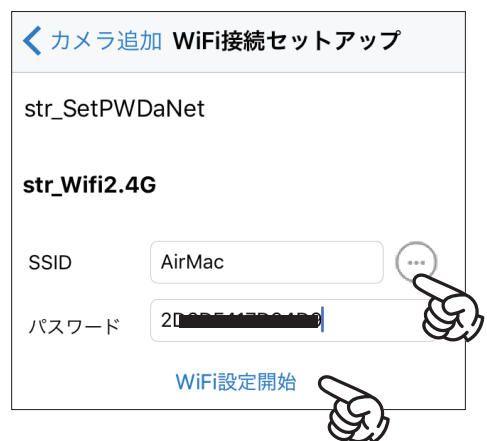 カメラ追加 WiFi接続セットアップ
str_SetPWDaNet
str_Wifi2.4G
SSID AirMac
パスワード
WiFi設定開始